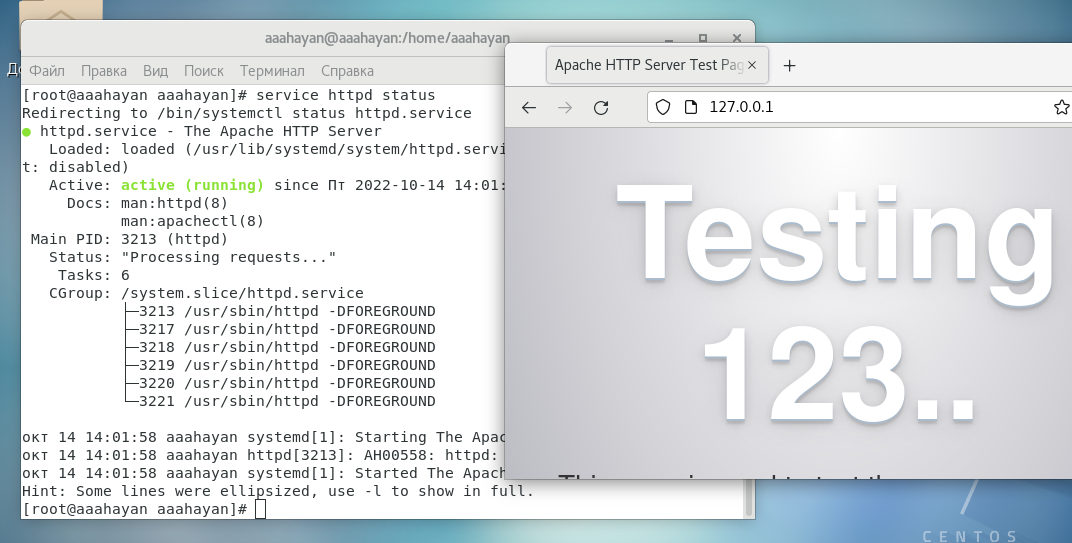 aaahayan@aaahayan:/home/aaahayan
Файл Правка Вид Поиск Терминал Справка
[root@aaahayan aaahayan]# service httpd status
Redirecting to /bin/systemctl status httpd.service
● httpd.service - The Apache HTTP Server
Loaded: loaded (/usr/lib/systemd/system/httpd.servi
t: disabled)
Active: active (running) since Пт 2022-10-14 14:01:
Docs: man:httpd(8)
man:apachectl(8)
Main PID: 3213 (httpd)
Status: "Processing requests..."
Tasks: 6
CGroup: /system.slice/httpd.service
├─3213 /usr/sbin/httpd -DFOREGROUND
├─3217 /usr/sbin/httpd -DFOREGROUND
├─3218 /usr/sbin/httpd -DFOREGROUND
├─3219 /usr/sbin/httpd -DFOREGROUND
├─3220 /usr/sbin/httpd -DFOREGROUND
└─3221 /usr/sbin/httpd -DFOREGROUND
окт 14 14:01:58 aaahayan systemd[1]: Starting The Apac
окт 14 14:01:58 aaahayan httpd[3213]: AH00558: httpd:
окт 14 14:01:58 aaahayan systemd[1]: Started The Apach
Hint: Some lines were ellipsized, use -l to show in full.
[root@aaahayan aaahayan]#
Apache HTTP Server Test Pag
127.0.0.1
Testing
123..
CENTOS